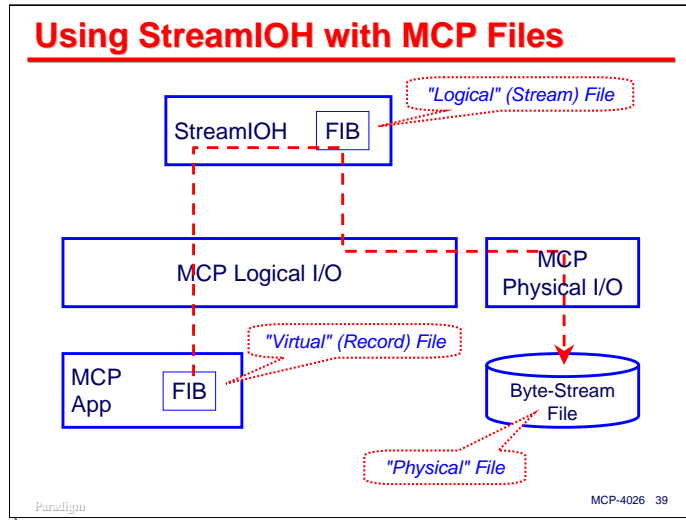 Using StreamIOH with MCP Files
"Logical" (Stream) File
StreamIOH
FIB
MCP Logical I/O
MCP
Physical I/O
"Virtual" (Record) File
MCP
App
FIB
Byte-Stream
File
"Physical" File
Paradigm
MCP-4026 39